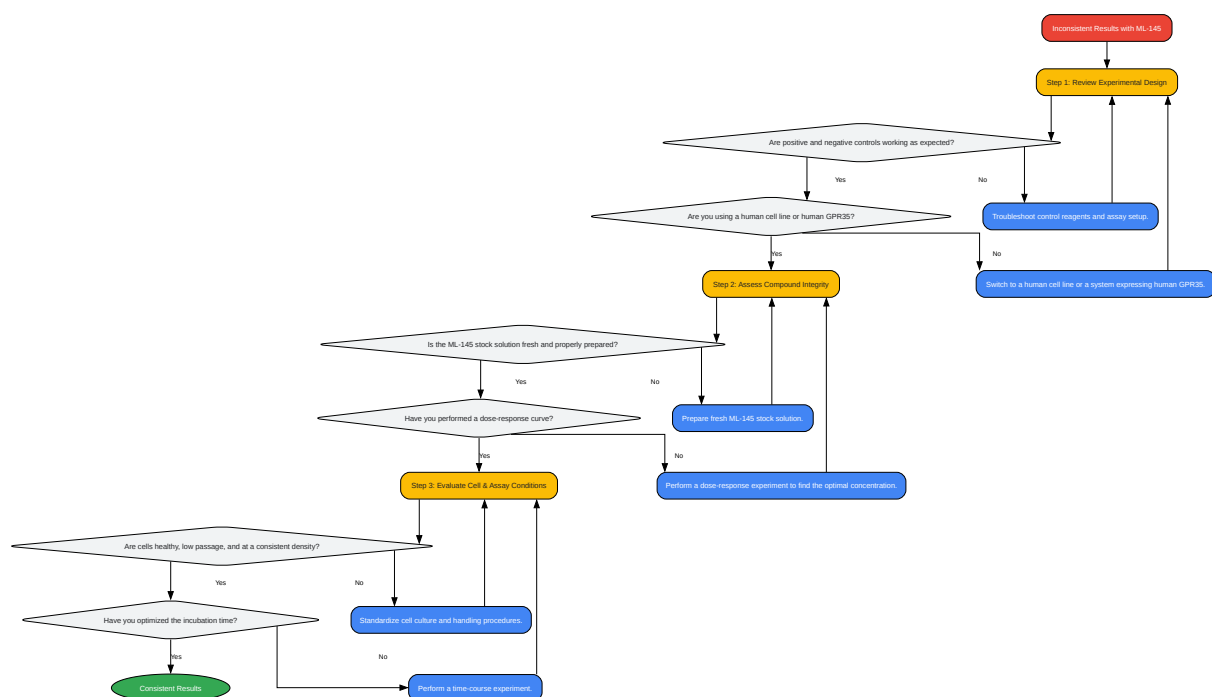 Inconsistent Results with ML-145
Step 1: Review Experimental Design
Are positive and negative controls working as expected?
Yes
No
Are you using a human cell line or human GPR35?
Troubleshoot control reagents and assay setup.
Yes
No
Step 2: Assess Compound Integrity
Switch to a human cell line or a system expressing human GPR35.
Is the ML-145 stock solution fresh and properly prepared?
Yes
No
Have you performed a dose-response curve?
Prepare fresh ML-145 stock solution.
Yes
No
Step 3: Evaluate Cell & Assay Conditions
Perform a dose-response experiment to find the optimal concentration.
Are cells healthy, low passage, and at a consistent density?
Yes
No
Have you optimized the incubation time?
Standardize cell culture and handling procedures.
Yes
No
Consistent Results
Perform a time-course experiment.